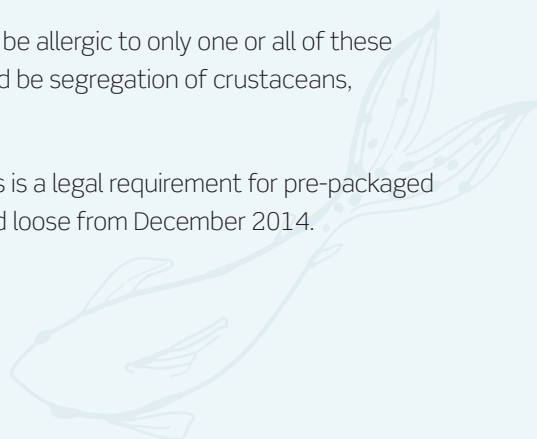 be allergic to only one or all of these
d be segregation of crustaceans,
s is a legal requirement for pre-packaged
d loose from December 2014.